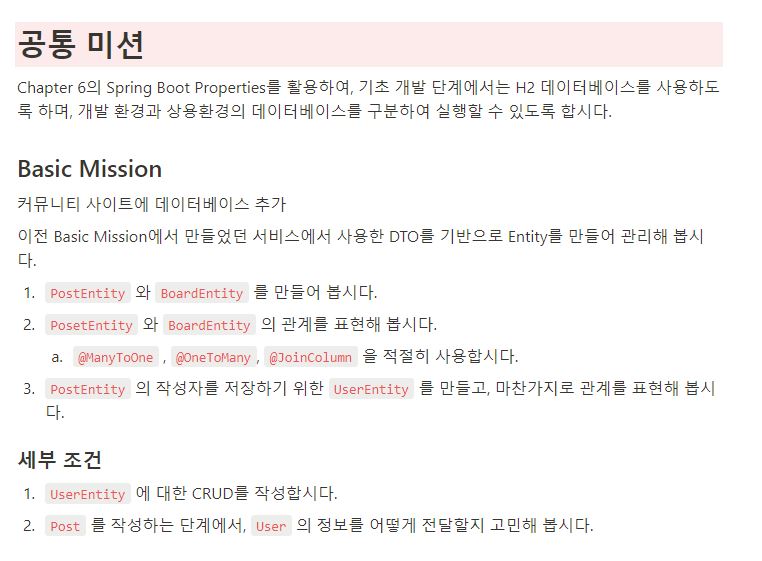 공통 미션
Chapter 6의 Spring Boot Properties를 활용하여, 기초 개발 단계에서는 H2 데이터베이스를 사용하도
록 하며, 개발 환경과 상용환경의 데이터베이스를 구분하여 실행할 수 있도록 합시다.
Basic Mission
커뮤니티 사이트에 데이터베이스 추가
이전 Basic Mission에서 만들었던 서비스에서 사용한 DTO를 기반으로 Entity를 만들어 관리해 봅시
다.
1. PostEntity 와 BoardEntity 를 만들어 봅시다.
2. PosetEntity 와 BoardEntity 의 관계를 표현해 봅시다.
a. @ManyToOne , @OneToMany , @JoinColumn 을 적절히 사용합시다.
3. PostEntity 의 작성자를 저장하기 위한 UserEntity 를 만들고, 마찬가지로 관계를 표현해 봅시
다.
세부 조건
1. UserEntity 에 대한 CRUD를 작성합시다.
2. Post 를 작성하는 단계에서, User 의 정보를 어떻게 전달할지 고민해 봅시다.